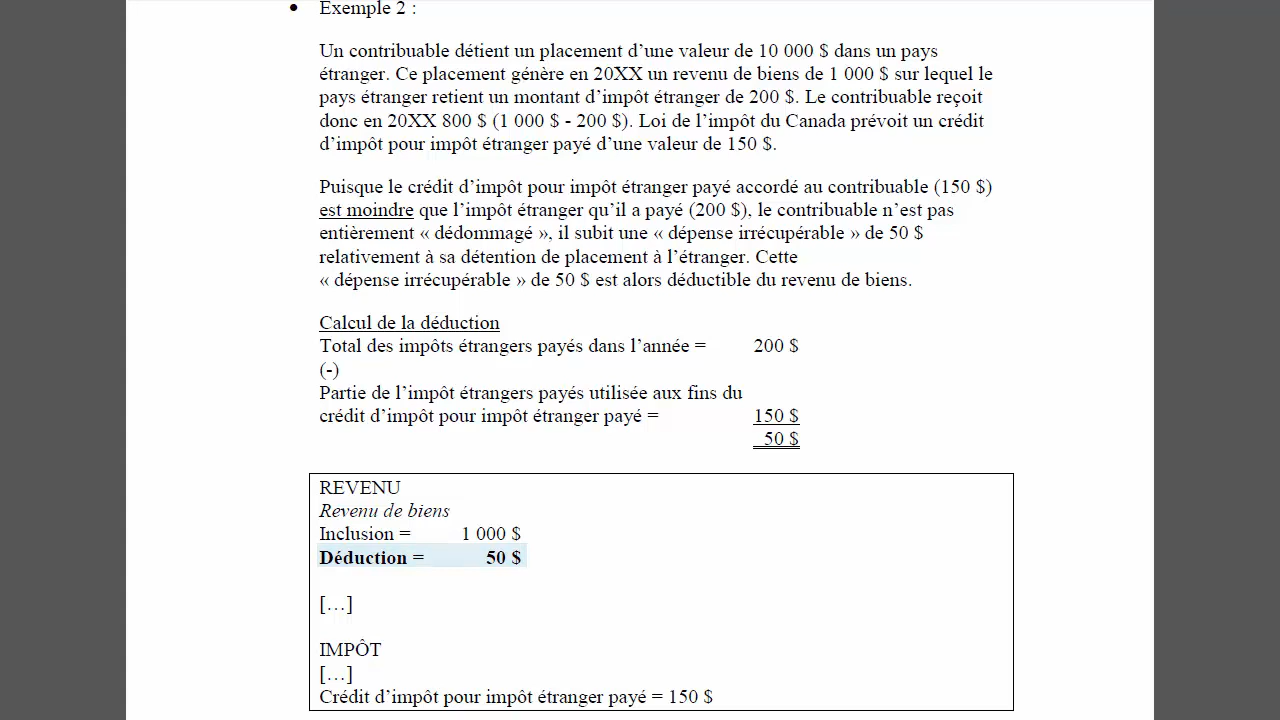 • Exemple 2 :
Un contribuable détient un placement d’une valeur de 10 000 $ dans un pays
étranger. Ce placement génère en 20XX un revenu de biens de 1 000 $ sur lequel le
pays étranger retient un montant d’impôt étranger de 200 $. Le contribuable reçoit
donc en 20XX 800 $ (1 000 $ - 200 $). Loi de l’impôt du Canada prévoit un crédit
d’impôt pour impôt étranger payé d’une valeur de 150 $.
Puisque le crédit d’impôt pour impôt étranger payé accordé au contribuable (150 $)
est moindre que l’impôt étranger qu’il a payé (200 $), le contribuable n’est pas
entièrement « dédommagé », il subit une « dépense irrécupérable » de 50 $
relativement à sa détention de placement à l’étranger. Cette
« dépense irrécupérable » de 50 $ est alors déductible du revenu de biens.
Calcul de la déduction
Total des impôts étrangers payés dans l’année = 200 $
(-)
Partie de l’impôt étrangers payés utilisée aux fins du
crédit d’impôt pour impôt étranger payé = 150 $
50 $
REVENU
Revenu de biens
Inclusion = 1 000 $
Déduction = 50 $
[…]
IMPÔT
[…]
Crédit d’impôt pour impôt étranger payé = 150 $